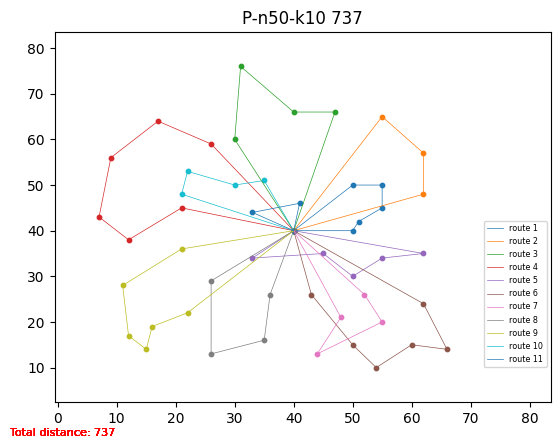 P-n50-k10 737
80
70
60
50
40
30
20
10
0 10 20 30 40 50 60 70 80
route 1
route 2
route 3
route 4
route 5
route 6
route 7
route 8
route 9
route 10
route 11
Total distance: 737